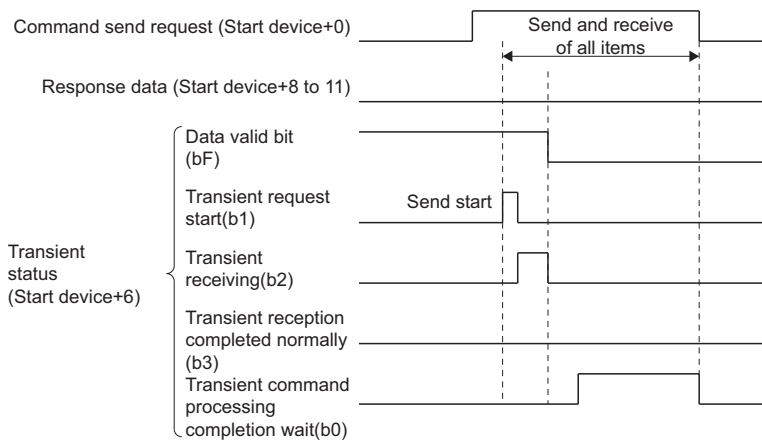 Command send request (Start device+0)
Send and receive
of all items
Response data (Start device+8 to 11)
Data valid bit
(bF)
Transient request
start(b1)
Send start
Transient
status
(Start device+6)
Transient
receiving(b2)
Transient reception
completed normally
(b3)
Transient command
processing
completion wait(b0)